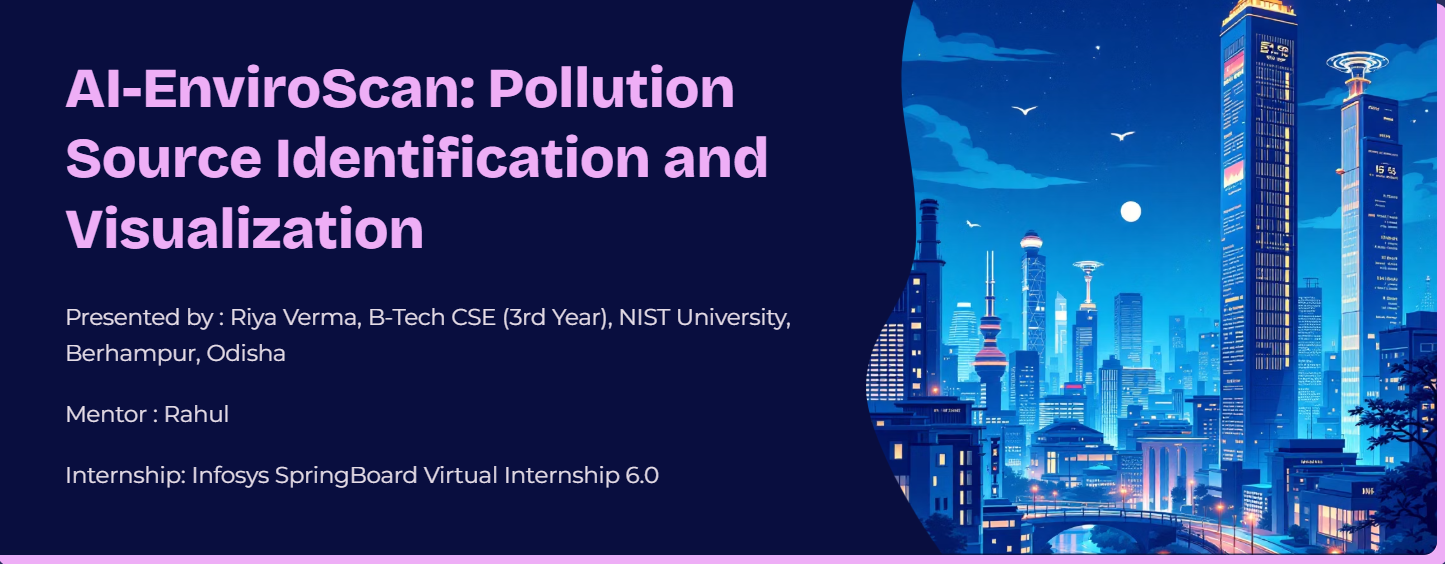 AI-EnviroScan: Pollution
Source Identification and
Visualization
Presented by : Riya Verma, B-Tech CSE (3rd Year), NIST University,
Berhampur, Odisha
Mentor : Rahul
Internship: Infosys SpringBoard Virtual Internship 6.0